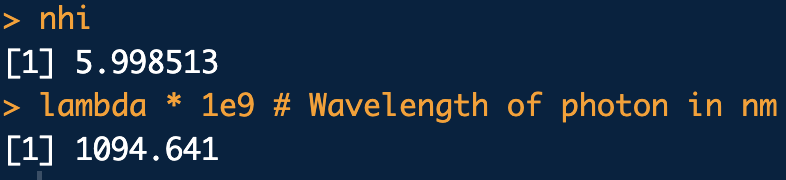 > nhi
[1] 5.998513
> lambda * 1e9 # Wavelength of photon in nm
[1] 1094.641